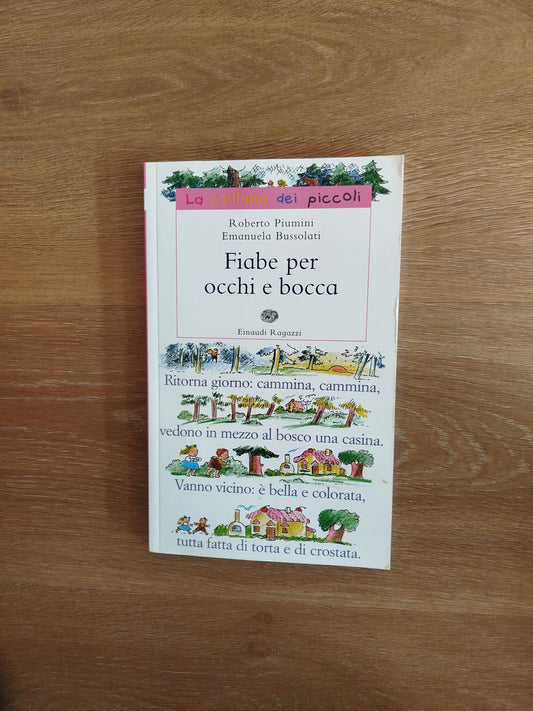 La collana dei piccoli
Roberto Piumini
Emanuela Bussolati
Fiabe per
occhi e bocca
Einaudi Ragazzi
Ritorna giorno: cammina, cammina,
vedono in mezzo al bosco una casina.
Vanno vicino: è bella e colorata,
tutta fatta di torta e di crostata.